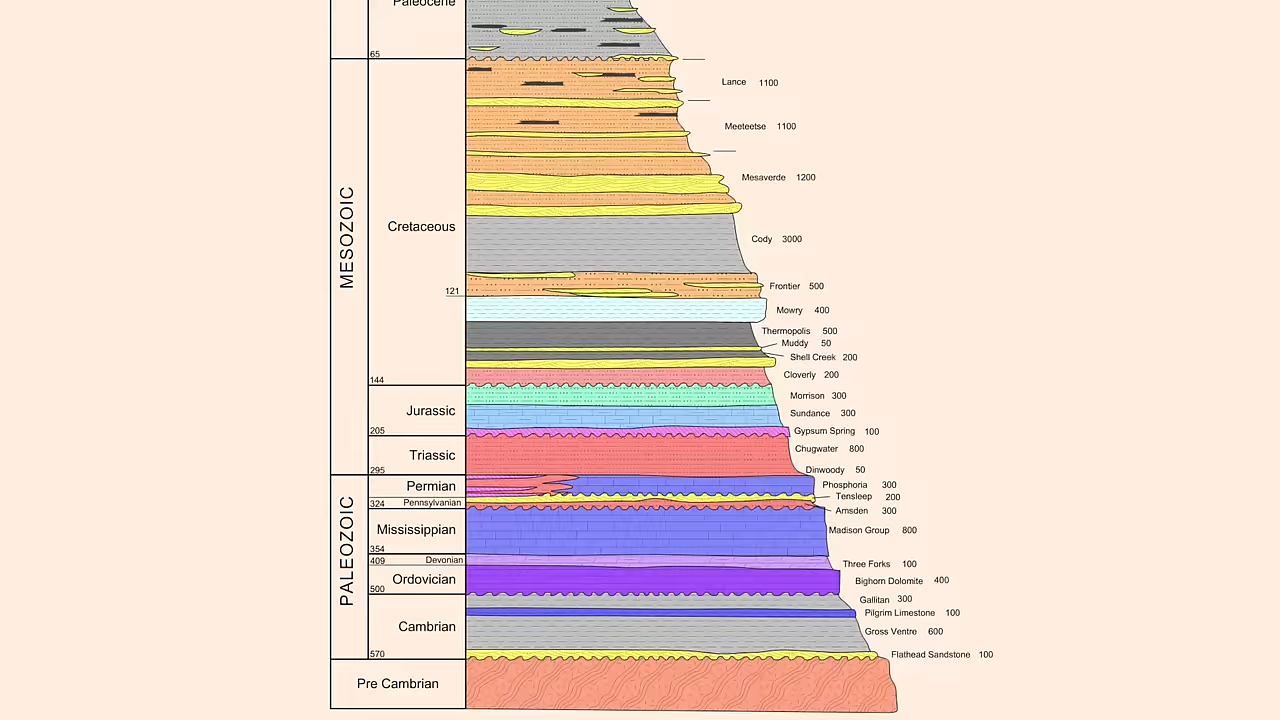 Paleocene
65
MESOZOIC
Lance 1100
Meeteetse 1100
Mesaverde 1200
Cretaceous
Cody 3000
Frontier 500
121
Mowry 400
Thermopolis 500
Muddy 50
Shell Creek 200
Cloverly 200
144
Morrison 300
Jurassic
Sundance 300
205
Gypsum Spring 100
Triassic
Chugwater 800
295
Dinwoody 50
PALEOZOIC
Permian
Phosphoria 300
Tensleep 200
Pennsylvanian
324
Amsden 300
Mississippian
Madison Group 800
354
Devonian
409
Three Forks 100
Ordovician
Bighorn Dolomite 400
500
Gallitan 300
Pilgrim Limestone 100
Cambrian
Gross Ventre 600
570
Flathead Sandstone 100
Pre Cambrian